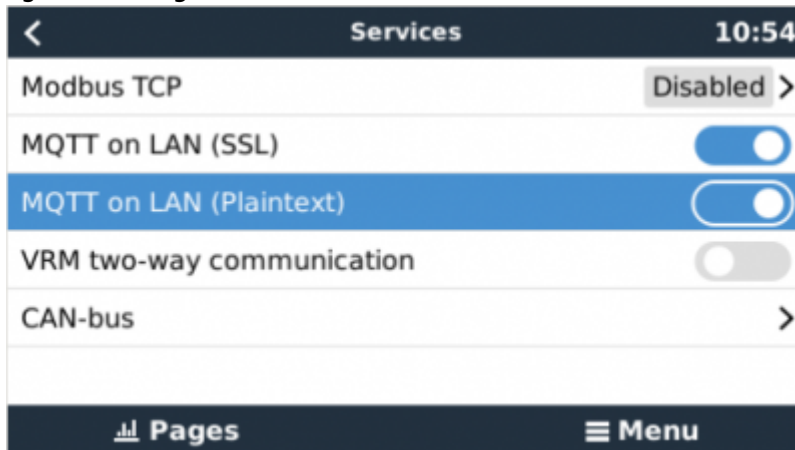 Services 10:54
Modbus TCP Disabled
MQTT on LAN (SSL)
MQTT on LAN (Plaintext)
VRM two-way communication
CAN-bus
Pages Menu